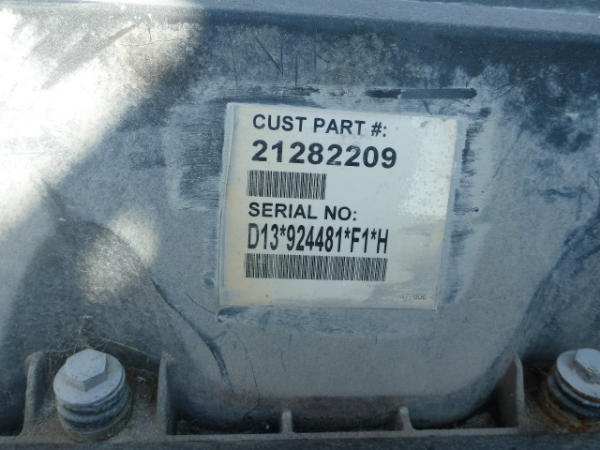 CUST PART #:
21282209
SERIAL NO:
D13*924481*F1*H